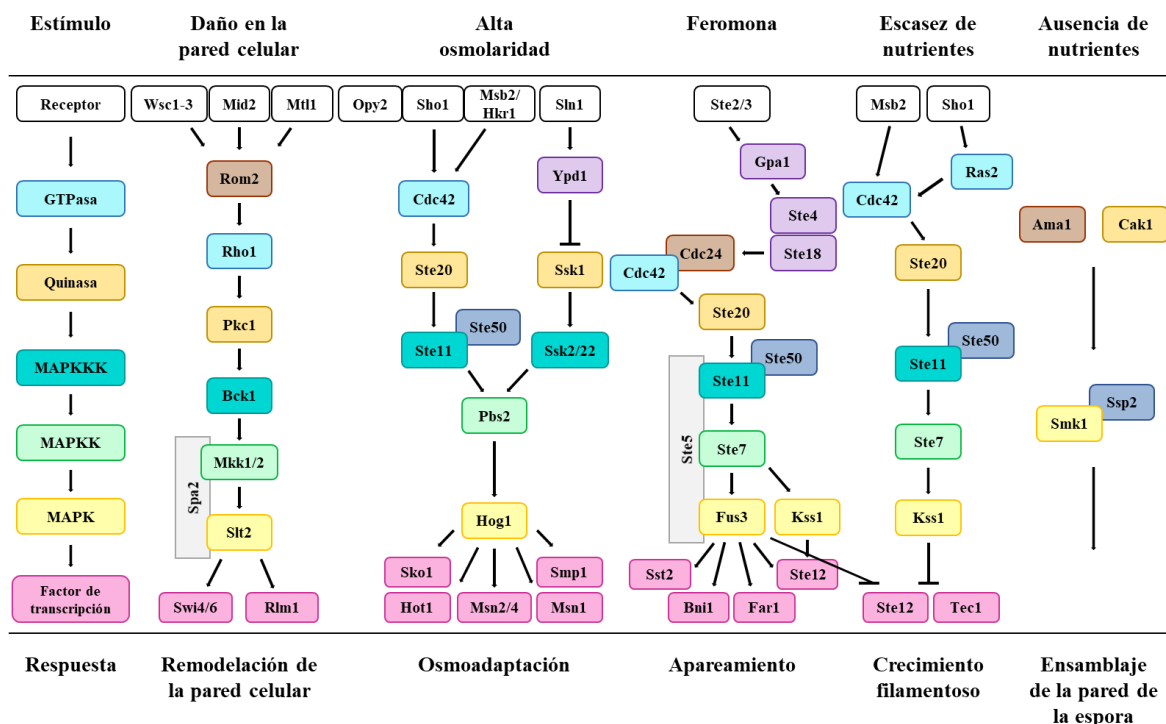 Estímulo
Daño en la
pared celular
Alta
osmolaridad
Feromona
Escasez de
nutrientes
Ausencia de
nutrientes
Receptor
GTPasa
Quinasa
MAPKKK
MAPKK
MAPK
Factor de
transcripción
Wsc1-3
Mid2
Mtl1
Rom2
Rho1
Pkc1
Bck1
Mkk1/2
Spa2
Slt2
Swi4/6
Rlm1
Opy2
Sho1
Msb2/
Hkr1
Sln1
Cdc42
Ypd1
Ste20
Ssk1
Ste50
Ste11
Ssk2/22
Pbs2
Hog1
Sko1
Smp1
Hot1
Msn2/4
Msn1
Ste2/3
Gpa1
Ste4
Ste18
Cdc24
Cdc42
Ste20
Ste50
Ste11
Ste5
Ste7
Fus3
Kss1
Sst2
Ste12
Bni1
Far1
Msb2
Sho1
Ras2
Cdc42
Ste20
Ste50
Ste11
Ste7
Kss1
Ste12
Tec1
Ama1
Cak1
Ssp2
Smk1
Respuesta
Remodelación de
la pared celular
Osmoadaptación
Apareamiento
Crecimiento
filamentoso
Ensamblaje
de la pared de
la espora